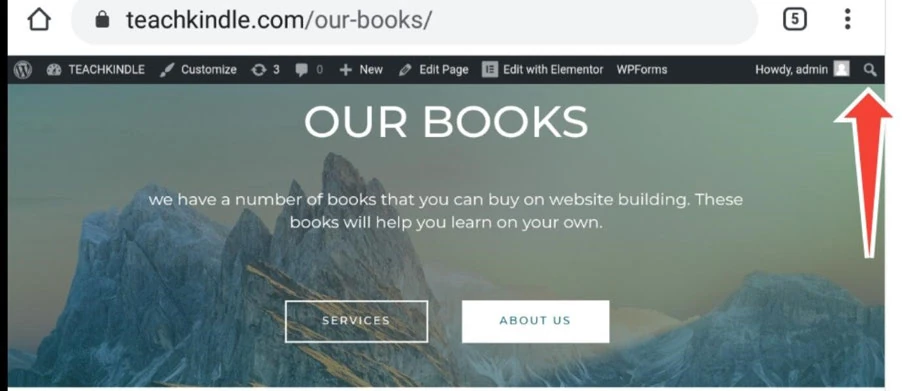 teachkindle.com/our-books/
5
TEACHKINDLE Customize 3 0 New Edit Page Edit with Elementor WPForms Howdy, admin
OUR BOOKS
we have a number of books that you can buy on website building. These
books will help you learn on your own.
SERVICES ABOUT US